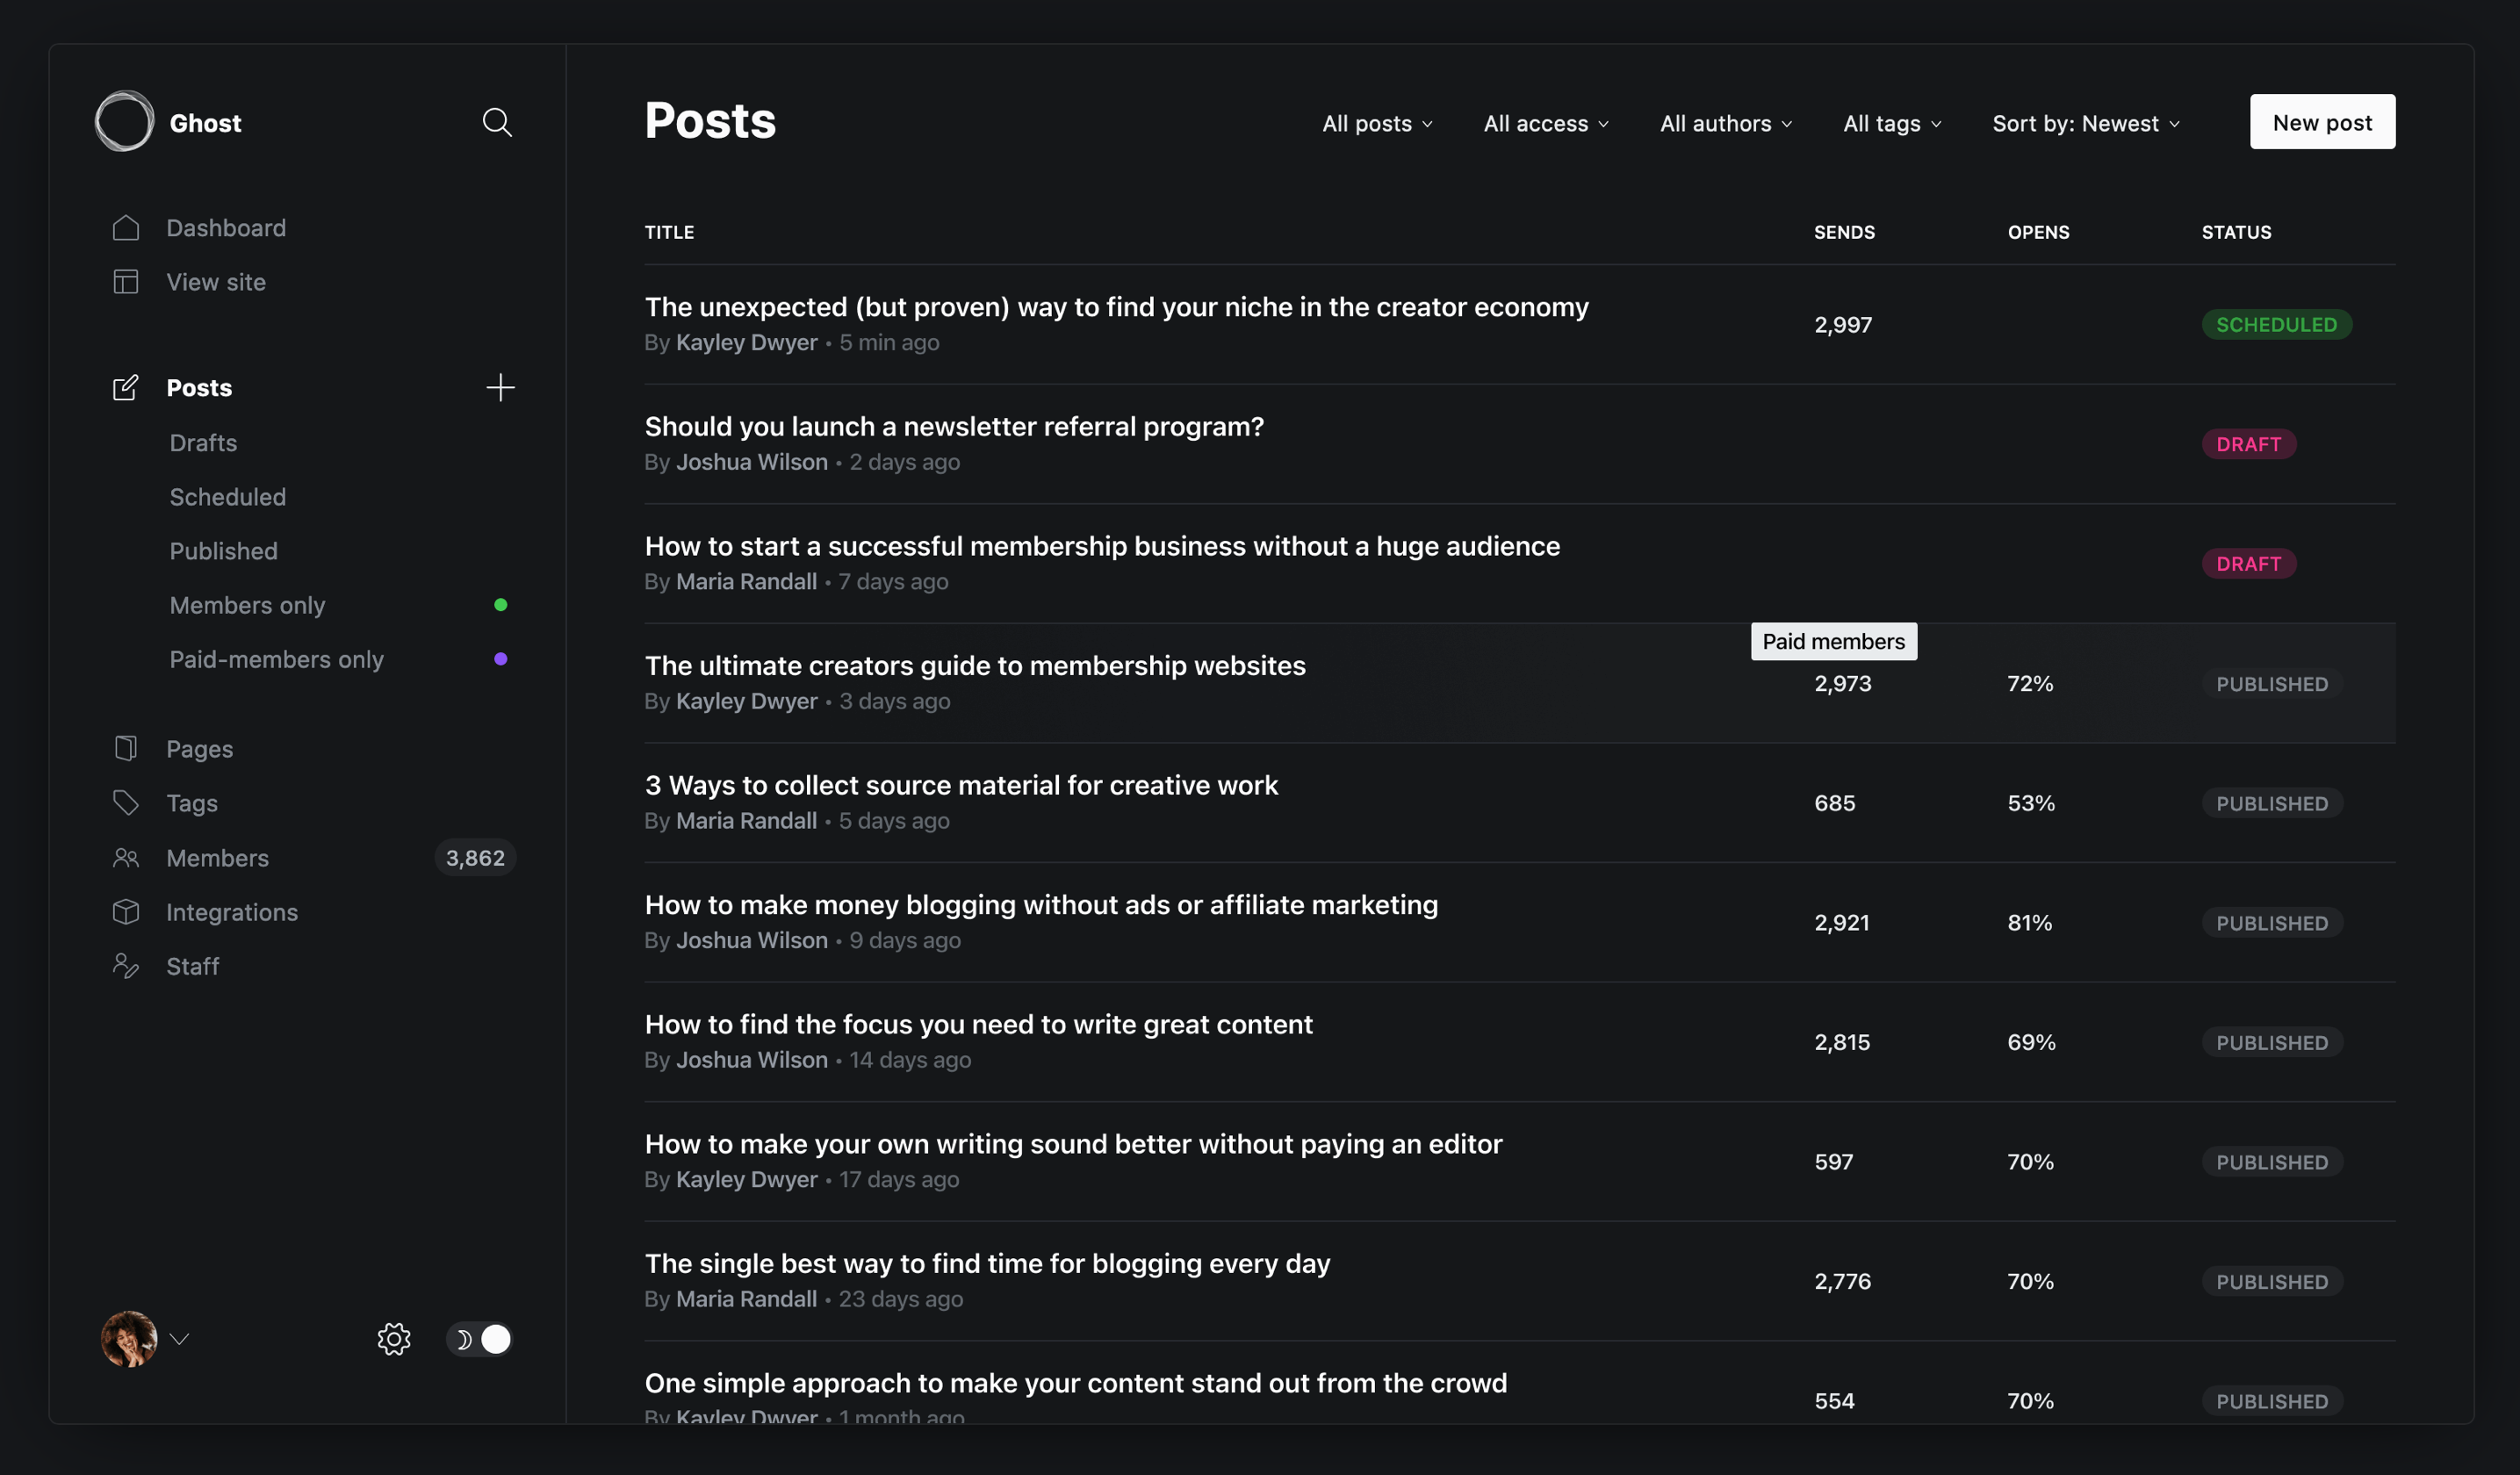 Ghost
Dashboard
View site
Posts
Drafts
Scheduled
Published
Members only
Paid-members only
Pages
Tags
Members 3,862
Integrations
Staff
Posts
All posts All access All authors All tags Sort by: Newest New post
TITLE SENDS OPENS STATUS
The unexpected (but proven) way to find your niche in the creator economy
By Kayley Dwyer • 5 min ago
2,997 SCHEDULED
Should you launch a newsletter referral program?
By Joshua Wilson • 2 days ago
DRAFT
How to start a successful membership business without a huge audience
By Maria Randall • 7 days ago
DRAFT
Paid members
The ultimate creators guide to membership websites
By Kayley Dwyer • 3 days ago
2,973 72% PUBLISHED
3 Ways to collect source material for creative work
By Maria Randall • 5 days ago
685 53% PUBLISHED
How to make money blogging without ads or affiliate marketing
By Joshua Wilson • 9 days ago
2,921 81% PUBLISHED
How to find the focus you need to write great content
By Joshua Wilson • 14 days ago
2,815 69% PUBLISHED
How to make your own writing sound better without paying an editor
By Kayley Dwyer • 17 days ago
597 70% PUBLISHED
The single best way to find time for blogging every day
By Maria Randall • 23 days ago
2,776 70% PUBLISHED
One simple approach to make your content stand out from the crowd
By Kayley Dwyer • 1 month ago
554 70% PUBLISHED